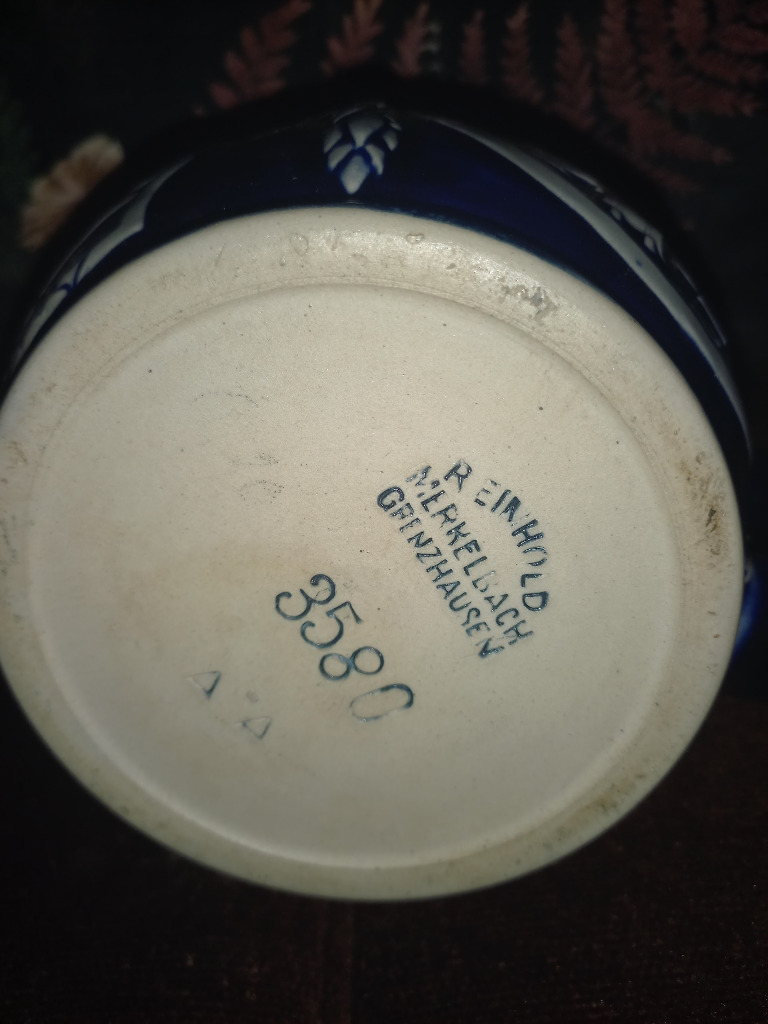 REINHOLD
MERKELBACH
GRENZHAUSEN
3580